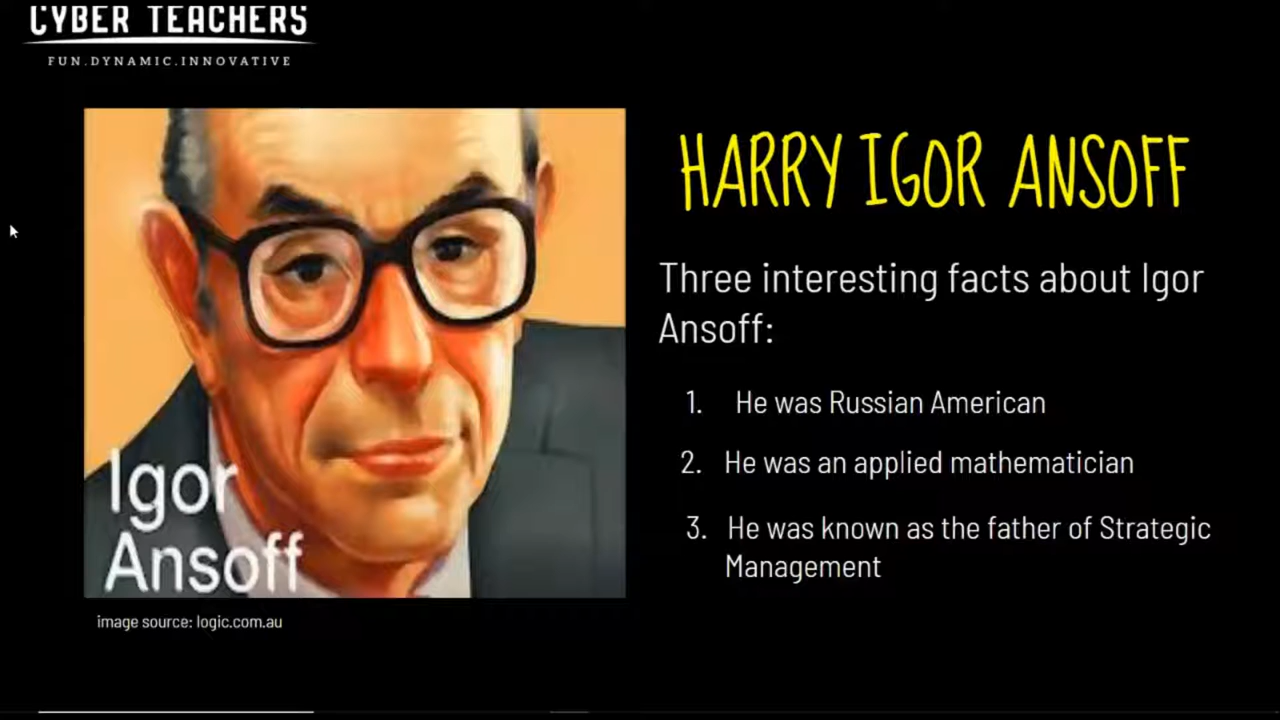 CYBER TEACHERS
FUN.DYNAMIC.INNOVATIVE
Igor
Ansoff
image source: logic.com.au
HARRY IGOR ANSOFF
Three interesting facts about Igor
Ansoff:
1. He was Russian American
2. He was an applied mathematician
3. He was known as the father of Strategic
Management